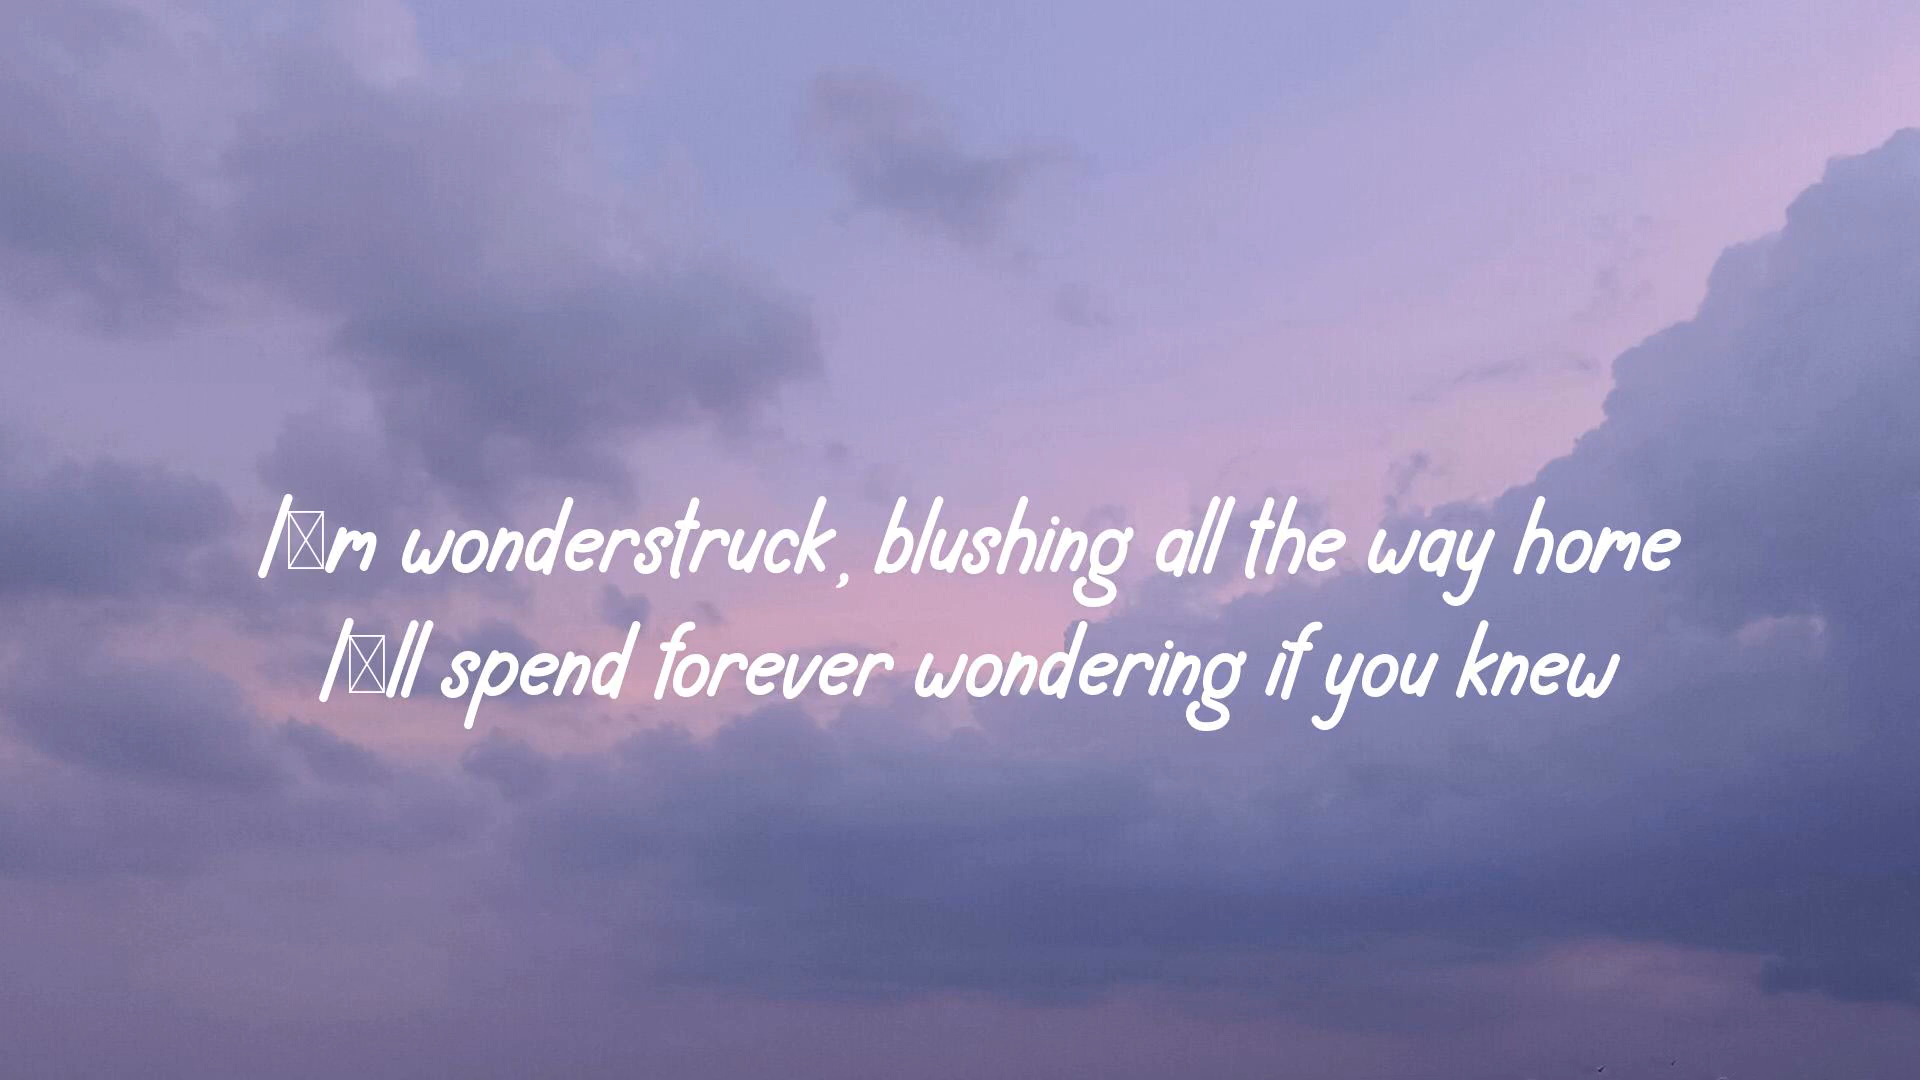 I☒m wonderstruck, blushing all the way home
I☒ll spend forever wondering if you knew